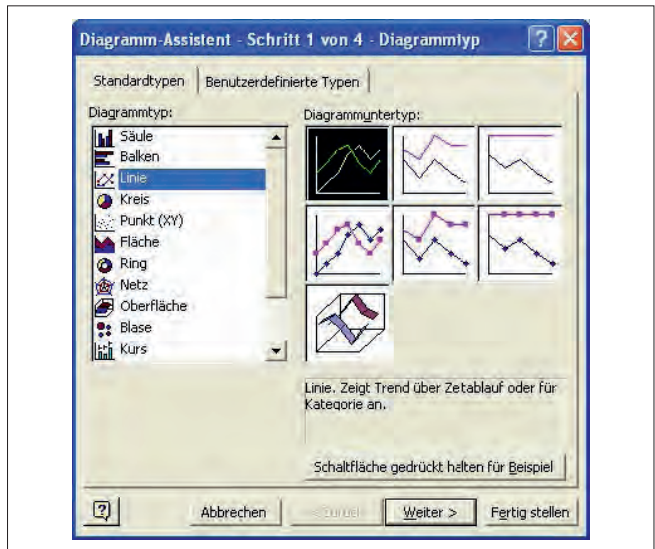 Diagramm-Assistent - Schritt 1 von 4 - Diagrammtyp
Standardtypen
Benutzerdefinierte Typen
Diagrammtyp:
Säule
Balken
Linie
Kreis
Punkt (XY)
Fläche
Ring
Netz
Oberfläche
Blase
Kurs
Diagrammuntertyp:
Linie. Zeigt Trend über Zetablauf oder für
Kategorie an.
Schaltfläche gedrückt halten für Beispiel
Abbrechen
Weiter >
Fertig stellen